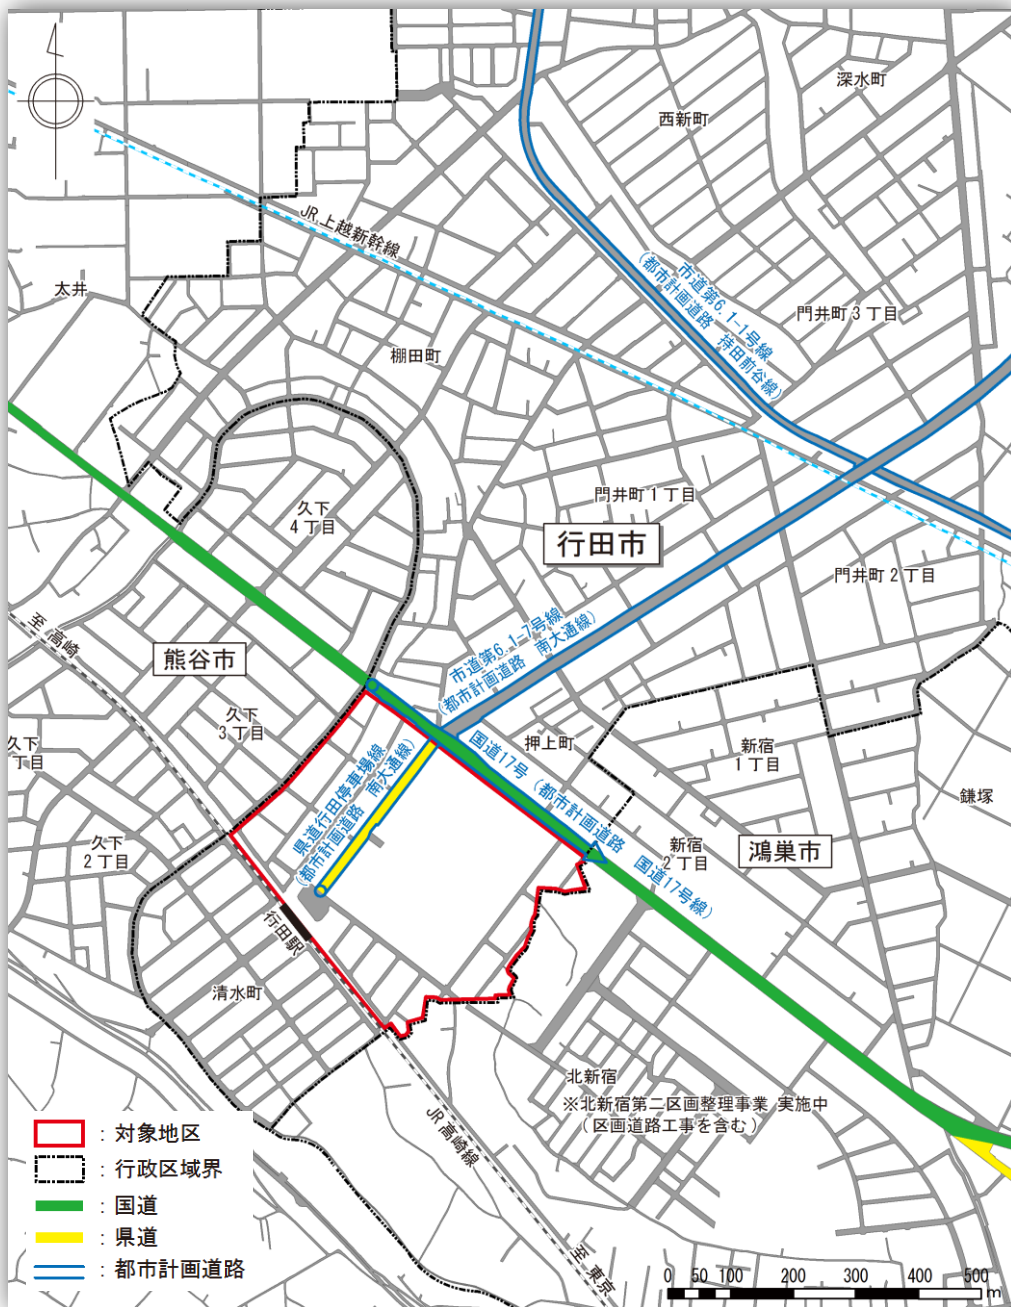 深水町
西新町
JR上越新幹線
市道第6.1-1号線
(都市計画道路 持田前谷線)
太井
門井町3丁目
棚田町
門井町1丁目
久下
4丁目
行田市
門井町2丁目
至 高崎
市道第6.1-7号線
(都市計画道路 南大通線)
熊谷市
久下
3丁目
久下
丁目
押上町
新宿
1丁目
国道17号 (都市計画道路 国道17号線)
県道行田停車場線
(都市計画道路 南大通線)
鎌塚
久下
2丁目
新宿
2丁目
鴻巣市
行田駅
清水町
北新宿
※北新宿第二区画整理事業 実施中
(区画道路工事を含む)
JR高崎線
至 東京
:対象地区
:行政区域界
:国道
:県道
:都市計画道路
0 50 100 200 300 400 500
m